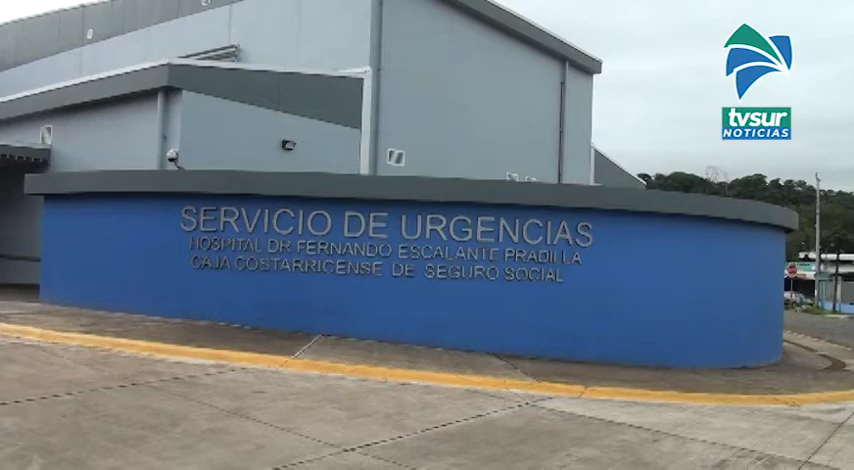 tvsur
NOTICIAS
SERVICIO DE URGENCIAS
HOSPITAL DR FERNANDO ESCALANTE PRADILLA
CAJA COSTARRICENSE DE SEGURO SOCIAL